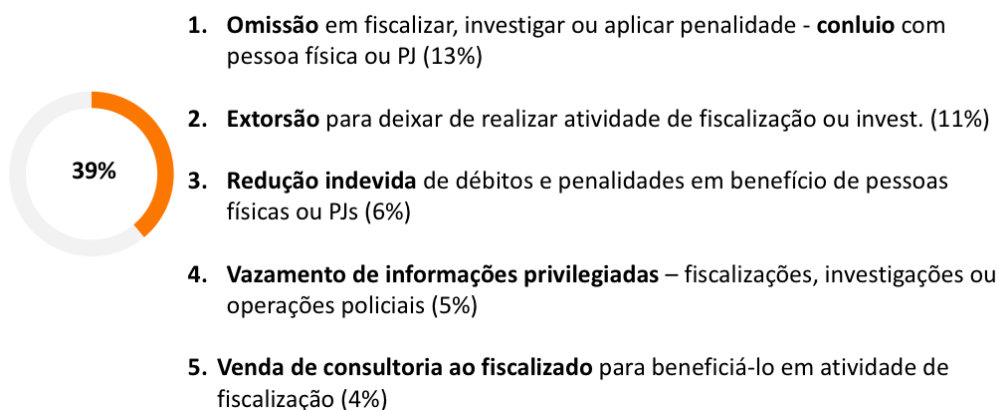 1. Omissão em fiscalizar, investigar ou aplicar penalidade - conluio com
pessoa física ou PJ (13%)
2. Extorsão para deixar de realizar atividade de fiscalização ou invest. (11%)
39%
3. Redução indevida de débitos e penalidades em benefício de pessoas
físicas ou PJs (6%)
4. Vazamento de informações privilegiadas – fiscalizações, investigações ou
operações policiais (5%)
5. Venda de consultoria ao fiscalizado para beneficiá-lo em atividade de
fiscalização (4%)